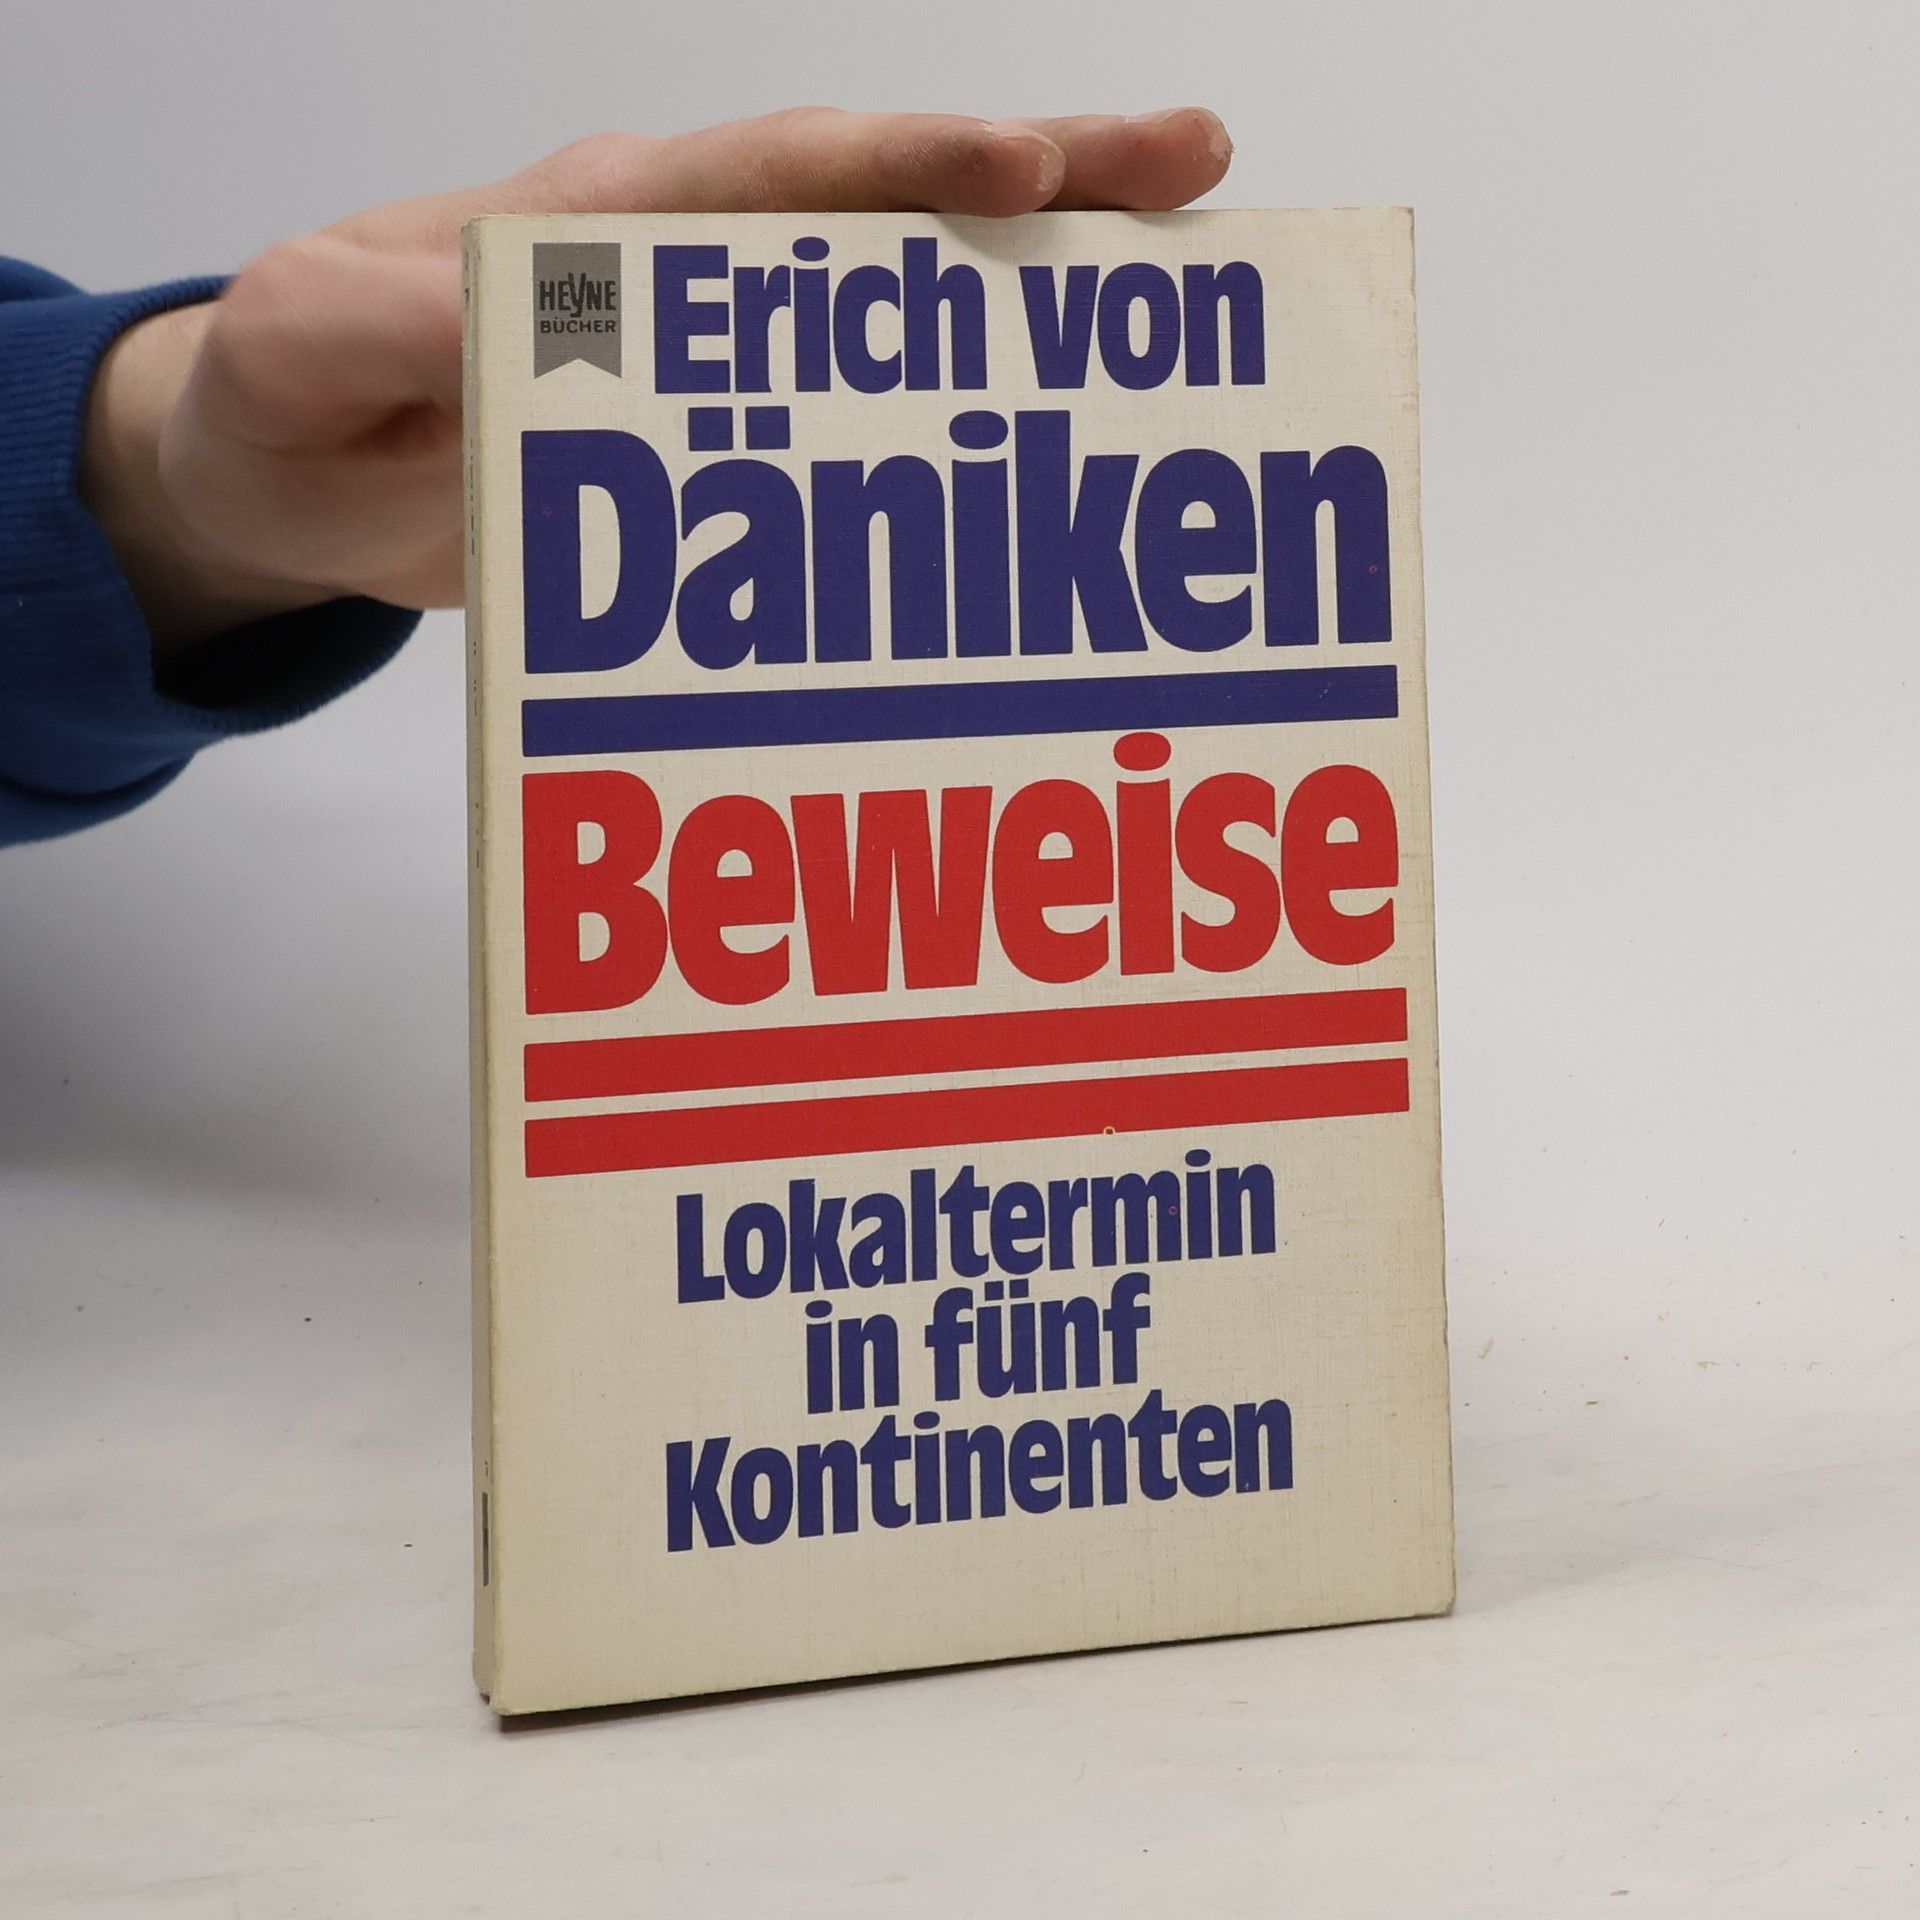 HEYNE
BÜCHER
Erich von
Däniken
Beweise
Lokaltermin
in fünf
Kontinenten